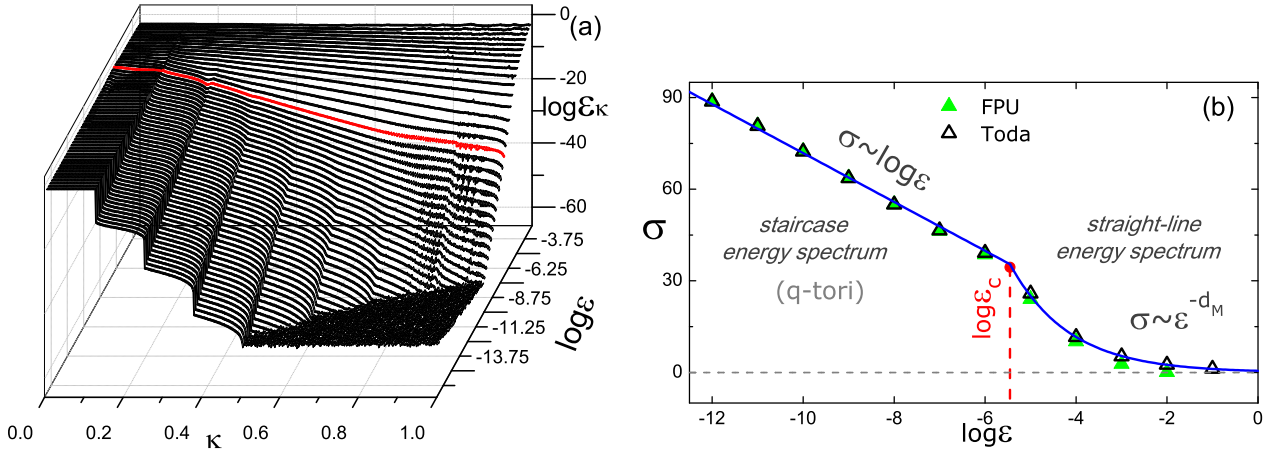 (a)
0
-20
logεκ
-40
-60
-3.75
-6.25
-8.75
-11.25
-13.75
logε
0.0 0.2 0.4 0.6 0.8 1.0
κ
(b)
FPU
Toda
90
60
30
0
σ
σ~logε
staircase
energy spectrum
(q-tori)
straight-line
energy spectrum
logεc
σ~ε^-dM
-12 -10 -8 -6 -4 -2 0
logε